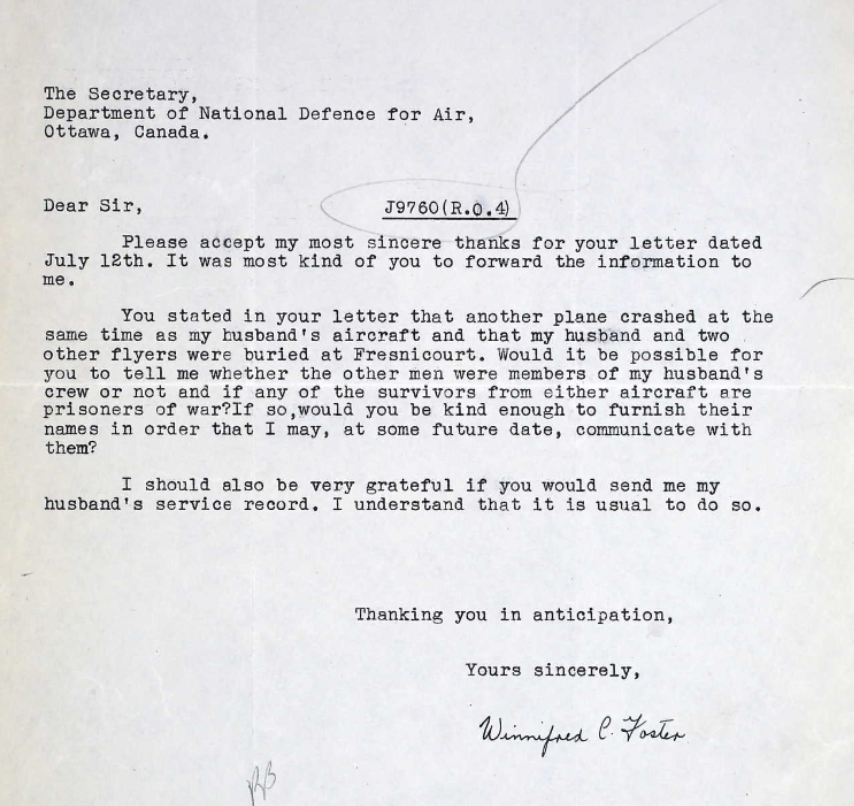 The Secretary,
Department of National Defence for Air,
Ottawa, Canada.
Dear Sir, J9760(R.O.4)
Please accept my most sincere thanks for your letter dated
July 12th. It was most kind of you to forward the information to
me.
You stated in your letter that another plane crashed at the
same time as my husband's aircraft and that my husband and two
other flyers were buried at Fresnicourt. Would it be possible for
you to tell me whether the other men were members of my husband's
crew or not and if any of the survivors from either aircraft are
prisoners of war?If so,would you be kind enough to furnish their
names in order that I may, at some future date, communicate with
them?
I should also be very grateful if you would send me my
husband's service record. I understand that it is usual to do so.
Thanking you in anticipation,
Yours sincerely,
Winnifred C. Foster